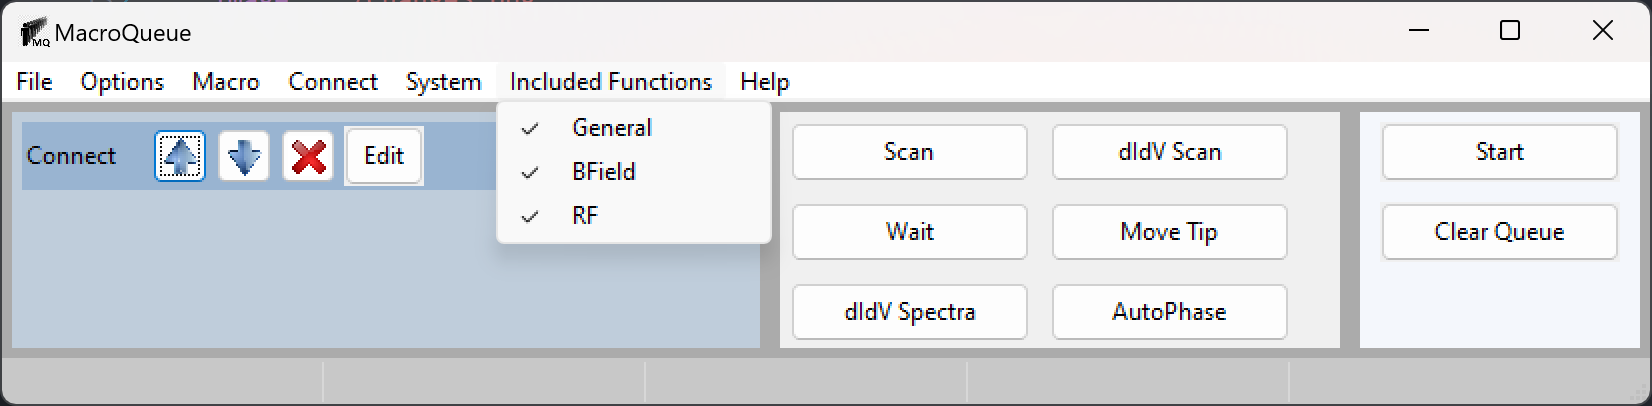 MQ MacroQueue
File Options Macro Connect System Included Functions Help
Connect Edit
General
BField
RF
Scan dIdV Scan
Wait Move Tip
dIdV Spectra AutoPhase
Start
Clear Queue